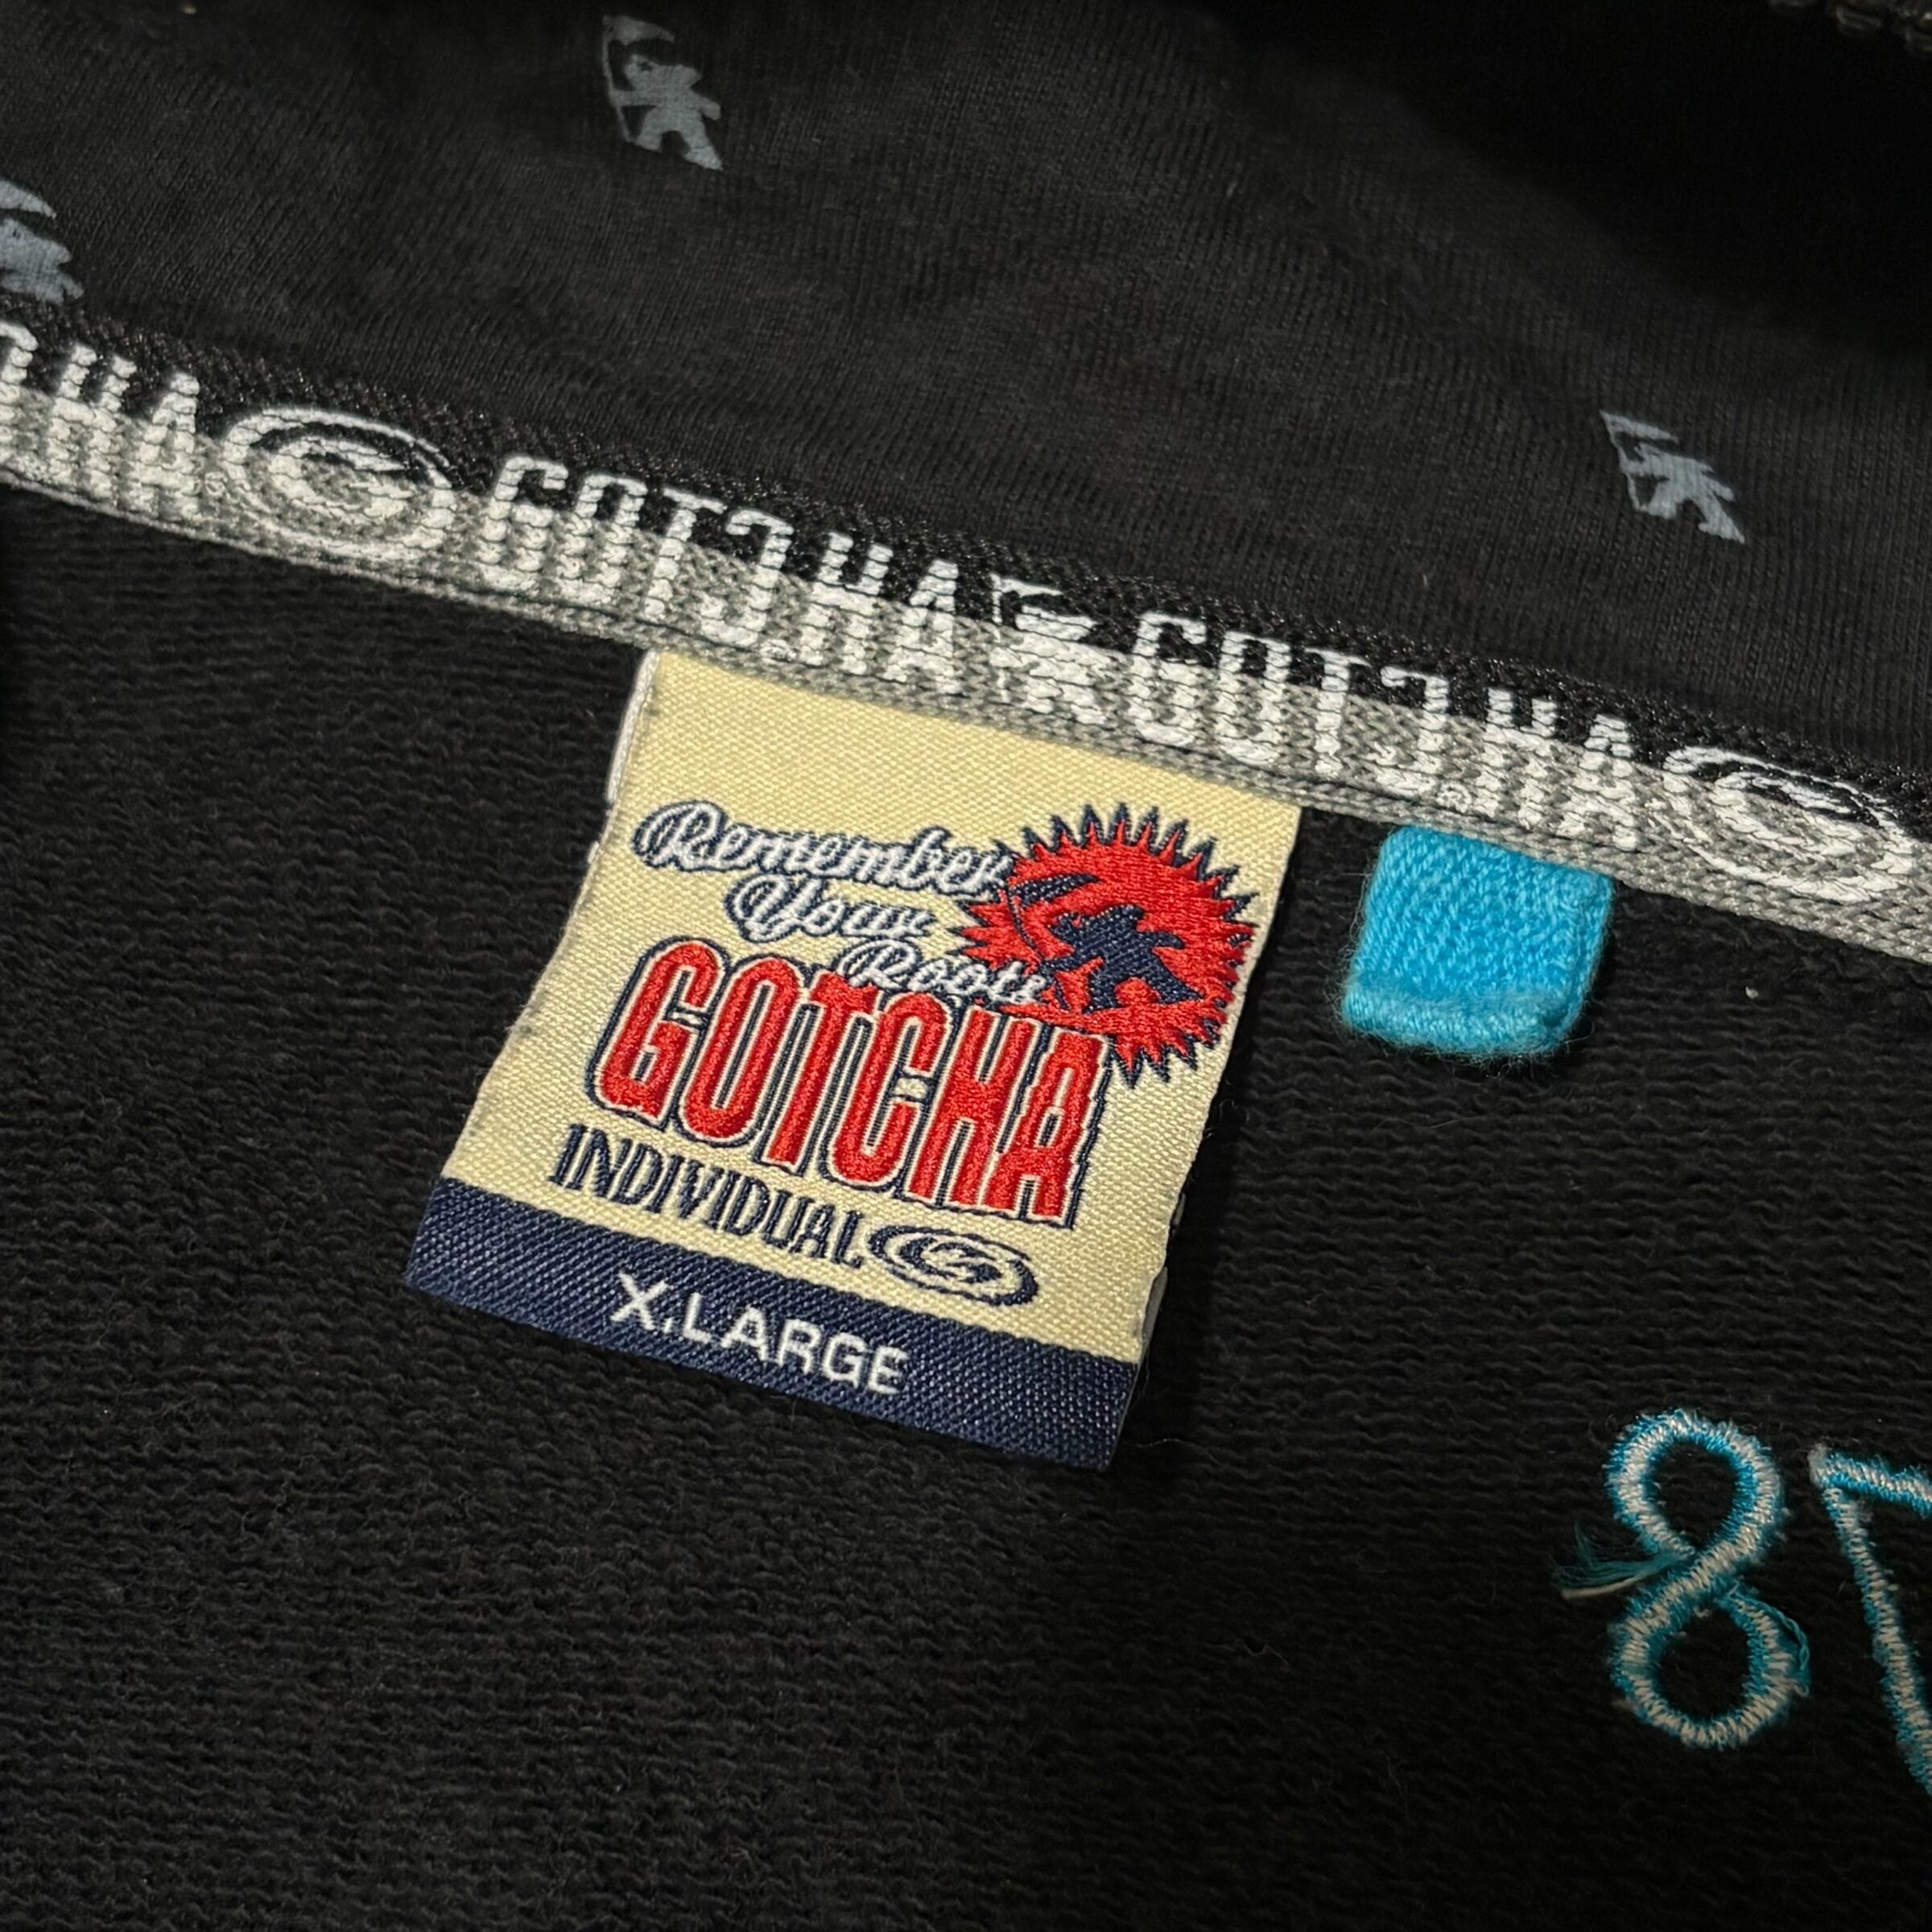 GOTCHA GOTCHA
Remember
Your
Roots
GOTCHA
INDIVIDUAL
X.LARGE
87